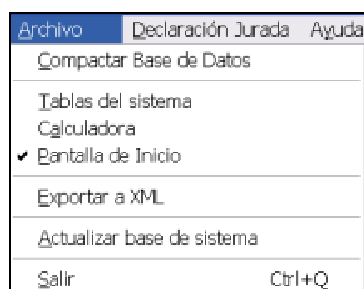 Archivo Declaración Jurada Ayuda
Compactar Base de Datos
Tablas del sistema
Calculadora
Pantalla de Inicio
Exportar a XML
Actualizar base de sistema
Salir Ctrl+Q